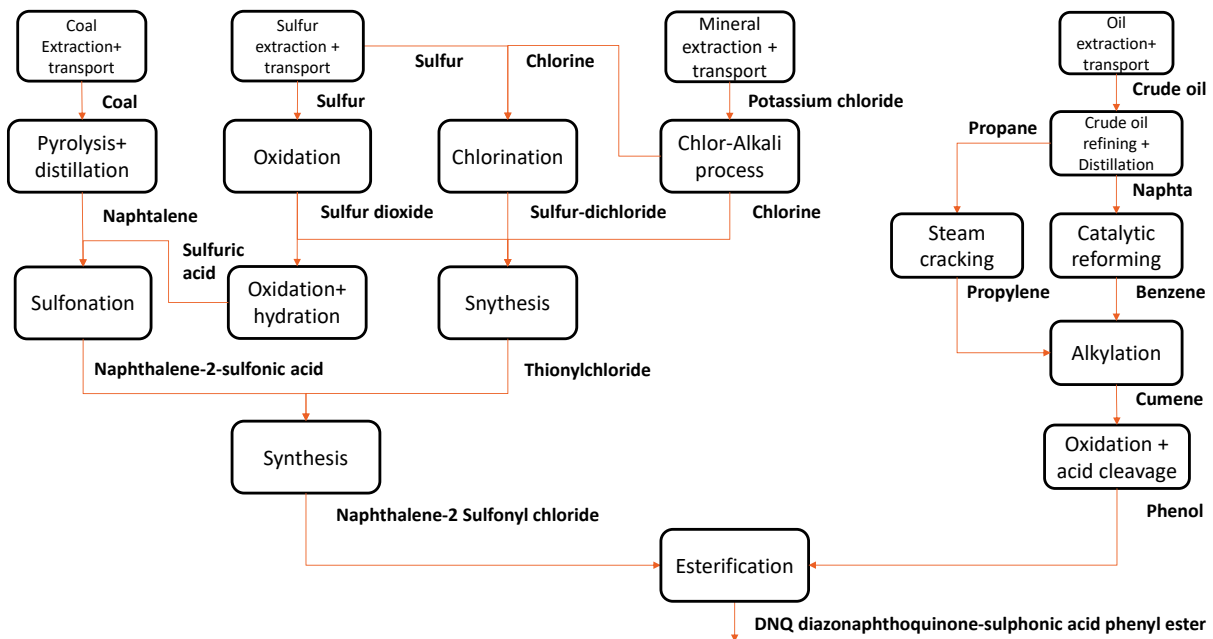 Coal
Extraction+
transport
Sulfur
extraction +
transport
Mineral
extraction +
transport
Oil
extraction+
transport
Sulfur
Chlorine
Coal
Sulfur
Potassium chloride
Crude oil
Pyrolysis+
distillation
Oxidation
Chlorination
Chlor-Alkali
process
Propane
Crude oil
refining +
Distillation
Naphta
Naphtalene
Sulfur dioxide
Sulfur-dichloride
Chlorine
Sulfuric
acid
Steam
cracking
Catalytic
reforming
Sulfonation
Oxidation+
hydration
Snythesis
Propylene
Benzene
Alkylation
Naphthalene-2-sulfonic acid
Thionylchloride
Cumene
Synthesis
Oxidation +
acid cleavage
Naphthalene-2 Sulfonyl chloride
Phenol
Esterification
DNQ diazonaphthoquinone-sulphonic acid phenyl ester